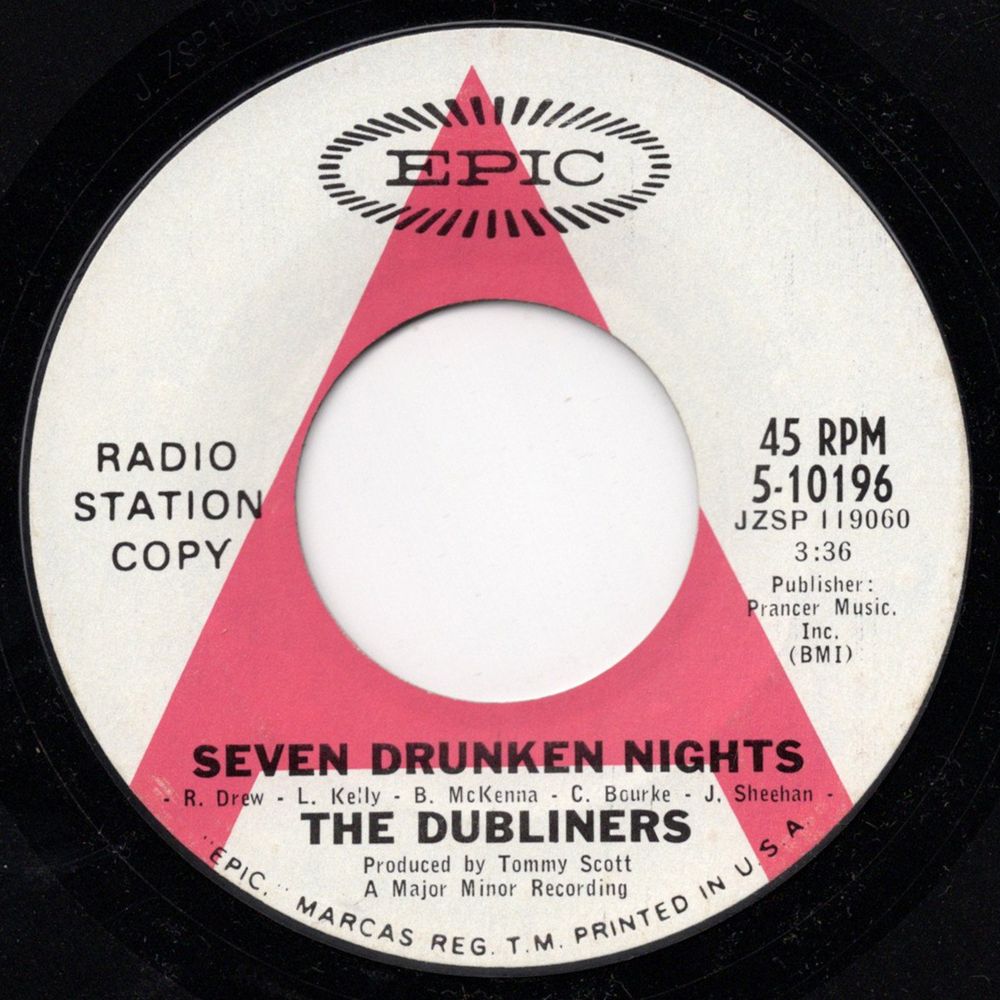 EPIC
RADIO
STATION
COPY
45 RPM
5-10196
JZSP 119060
3:36
Publisher:
Prancer Music,
Inc.
(BMI)
SEVEN DRUNKEN NIGHTS
- R. Drew - L. Kelly - B. McKenna - C. Bourke - J. Sheehan -
THE DUBLINERS
Produced by Tommy Scott
A Major Minor Recording
"EPIC," MARCAS REG. T.M. PRINTED IN U.S.A.